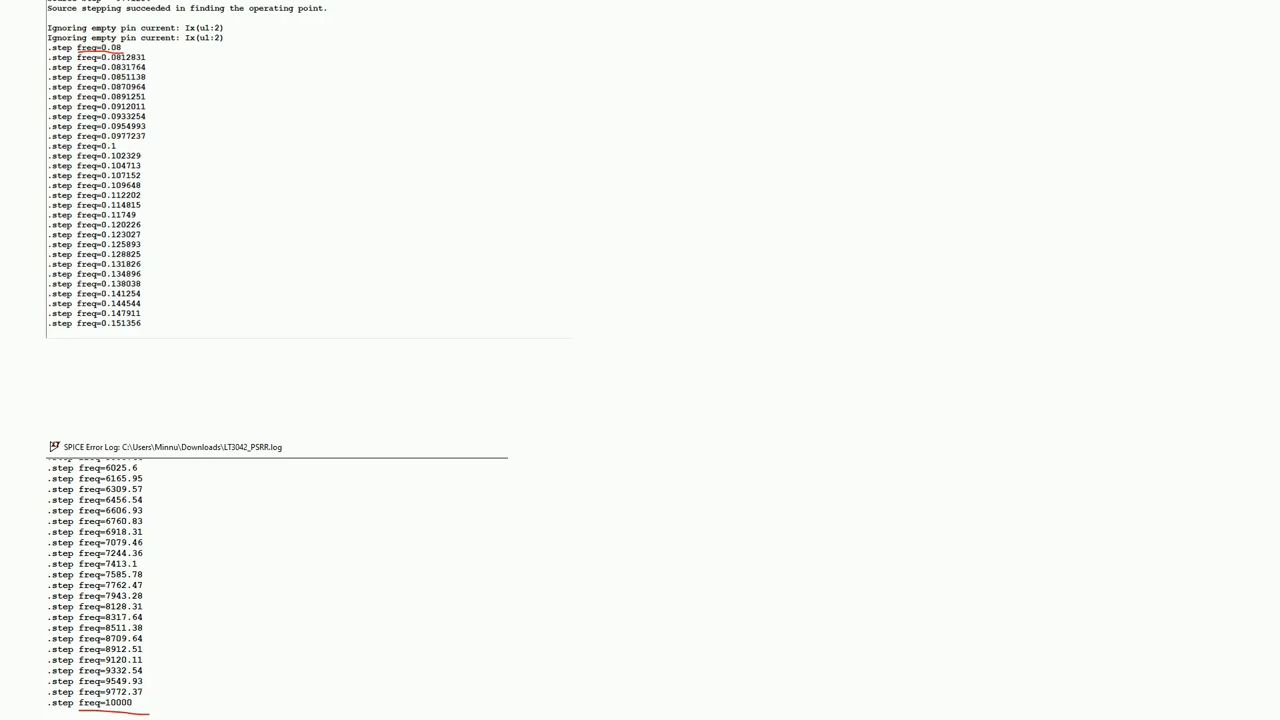 Source stepping succeeded in finding the operating point.
Ignoring empty pin current: Ix(u1:2)
Ignoring empty pin current: Ix(u1:2)
.step freq=0.08
.step freq=0.0812831
.step freq=0.0831764
.step freq=0.0851138
.step freq=0.0870964
.step freq=0.0891251
.step freq=0.0912011
.step freq=0.0933254
.step freq=0.0954993
.step freq=0.0977237
.step freq=0.1
.step freq=0.102329
.step freq=0.104713
.step freq=0.107152
.step freq=0.109648
.step freq=0.112202
.step freq=0.114815
.step freq=0.11749
.step freq=0.120226
.step freq=0.123027
.step freq=0.125893
.step freq=0.128825
.step freq=0.131826
.step freq=0.134896
.step freq=0.138038
.step freq=0.141254
.step freq=0.144544
.step freq=0.147911
.step freq=0.151356
SPICE Error Log: C:\Users\Minnu\Downloads\LT3042_PSRR.log
.step freq=6025.6
.step freq=6165.95
.step freq=6309.57
.step freq=6456.54
.step freq=6606.93
.step freq=6760.83
.step freq=6918.31
.step freq=7079.46
.step freq=7244.36
.step freq=7413.1
.step freq=7585.78
.step freq=7762.47
.step freq=7943.28
.step freq=8128.31
.step freq=8317.64
.step freq=8511.38
.step freq=8709.64
.step freq=8912.51
.step freq=9120.11
.step freq=9332.54
.step freq=9549.93
.step freq=9772.37
.step freq=10000